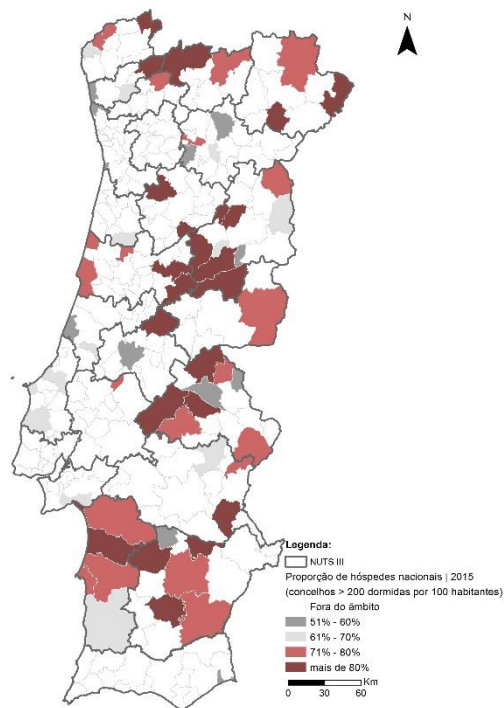 N
Legenda:
NUTS III
Proporção de hóspedes nacionais | 2015
(concelhos > 200 dormidas por 100 habitantes)
Fora do âmbito
51% - 60%
61% - 70%
71% - 80%
mais de 80%
Km
0 30 60